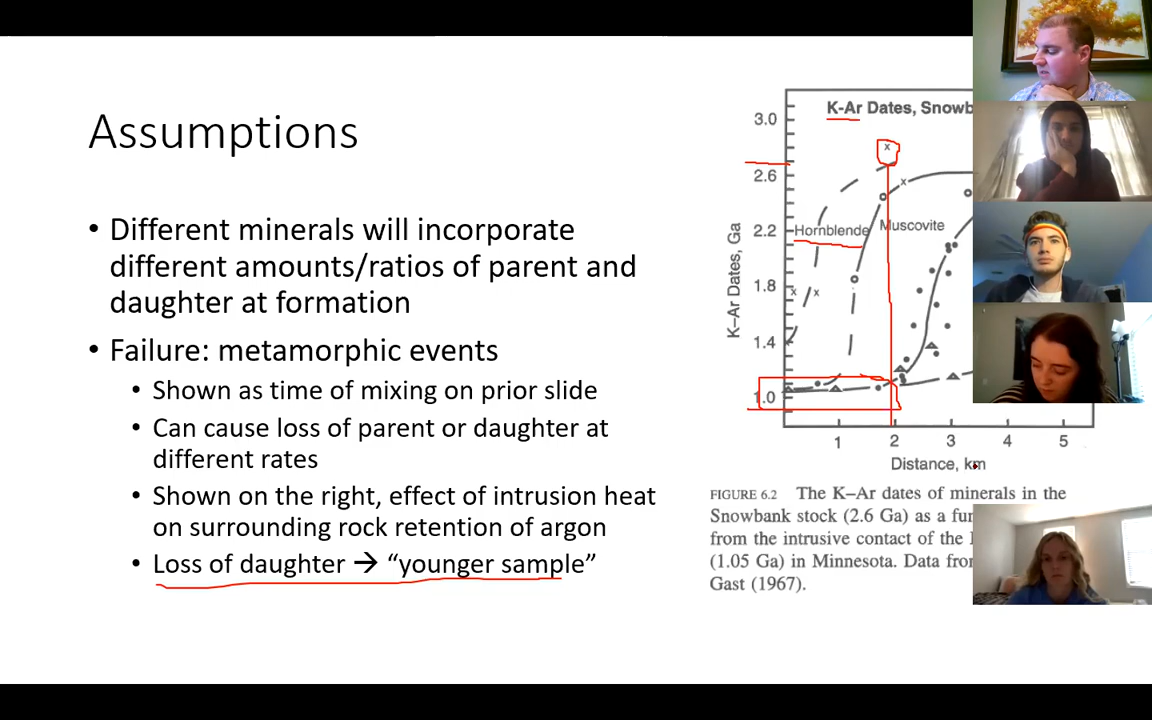 Assumptions
• Different minerals will incorporate
different amounts/ratios of parent and
daughter at formation
• Failure: metamorphic events
• Shown as time of mixing on prior slide
• Can cause loss of parent or daughter at
different rates
• Shown on the right, effect of intrusion heat
on surrounding rock retention of argon
• Loss of daughter → “younger sample”
K-Ar Dates,
3.0
2.6
2.2
1.8
1.4
1.0
K–Ar Dates, Ga
Hornblende
Muscovite
1 2 3 4 5
Distance, km
FIGURE 6.2 The K–Ar dates of minerals in the
Snowbank stock (2.6 Ga) as a
from the intrusive contact of the
(1.05 Ga) in Minnesota. Data
Gast (1967).